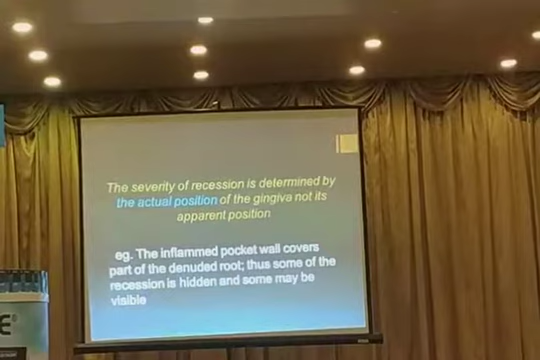 The severity of recession is determined by
the actual position of the gingiva not its
apparent position
eg. The inflammed pocket wall covers
part of the denuded root; thus some of the
recession is hidden and some may be
visible
E